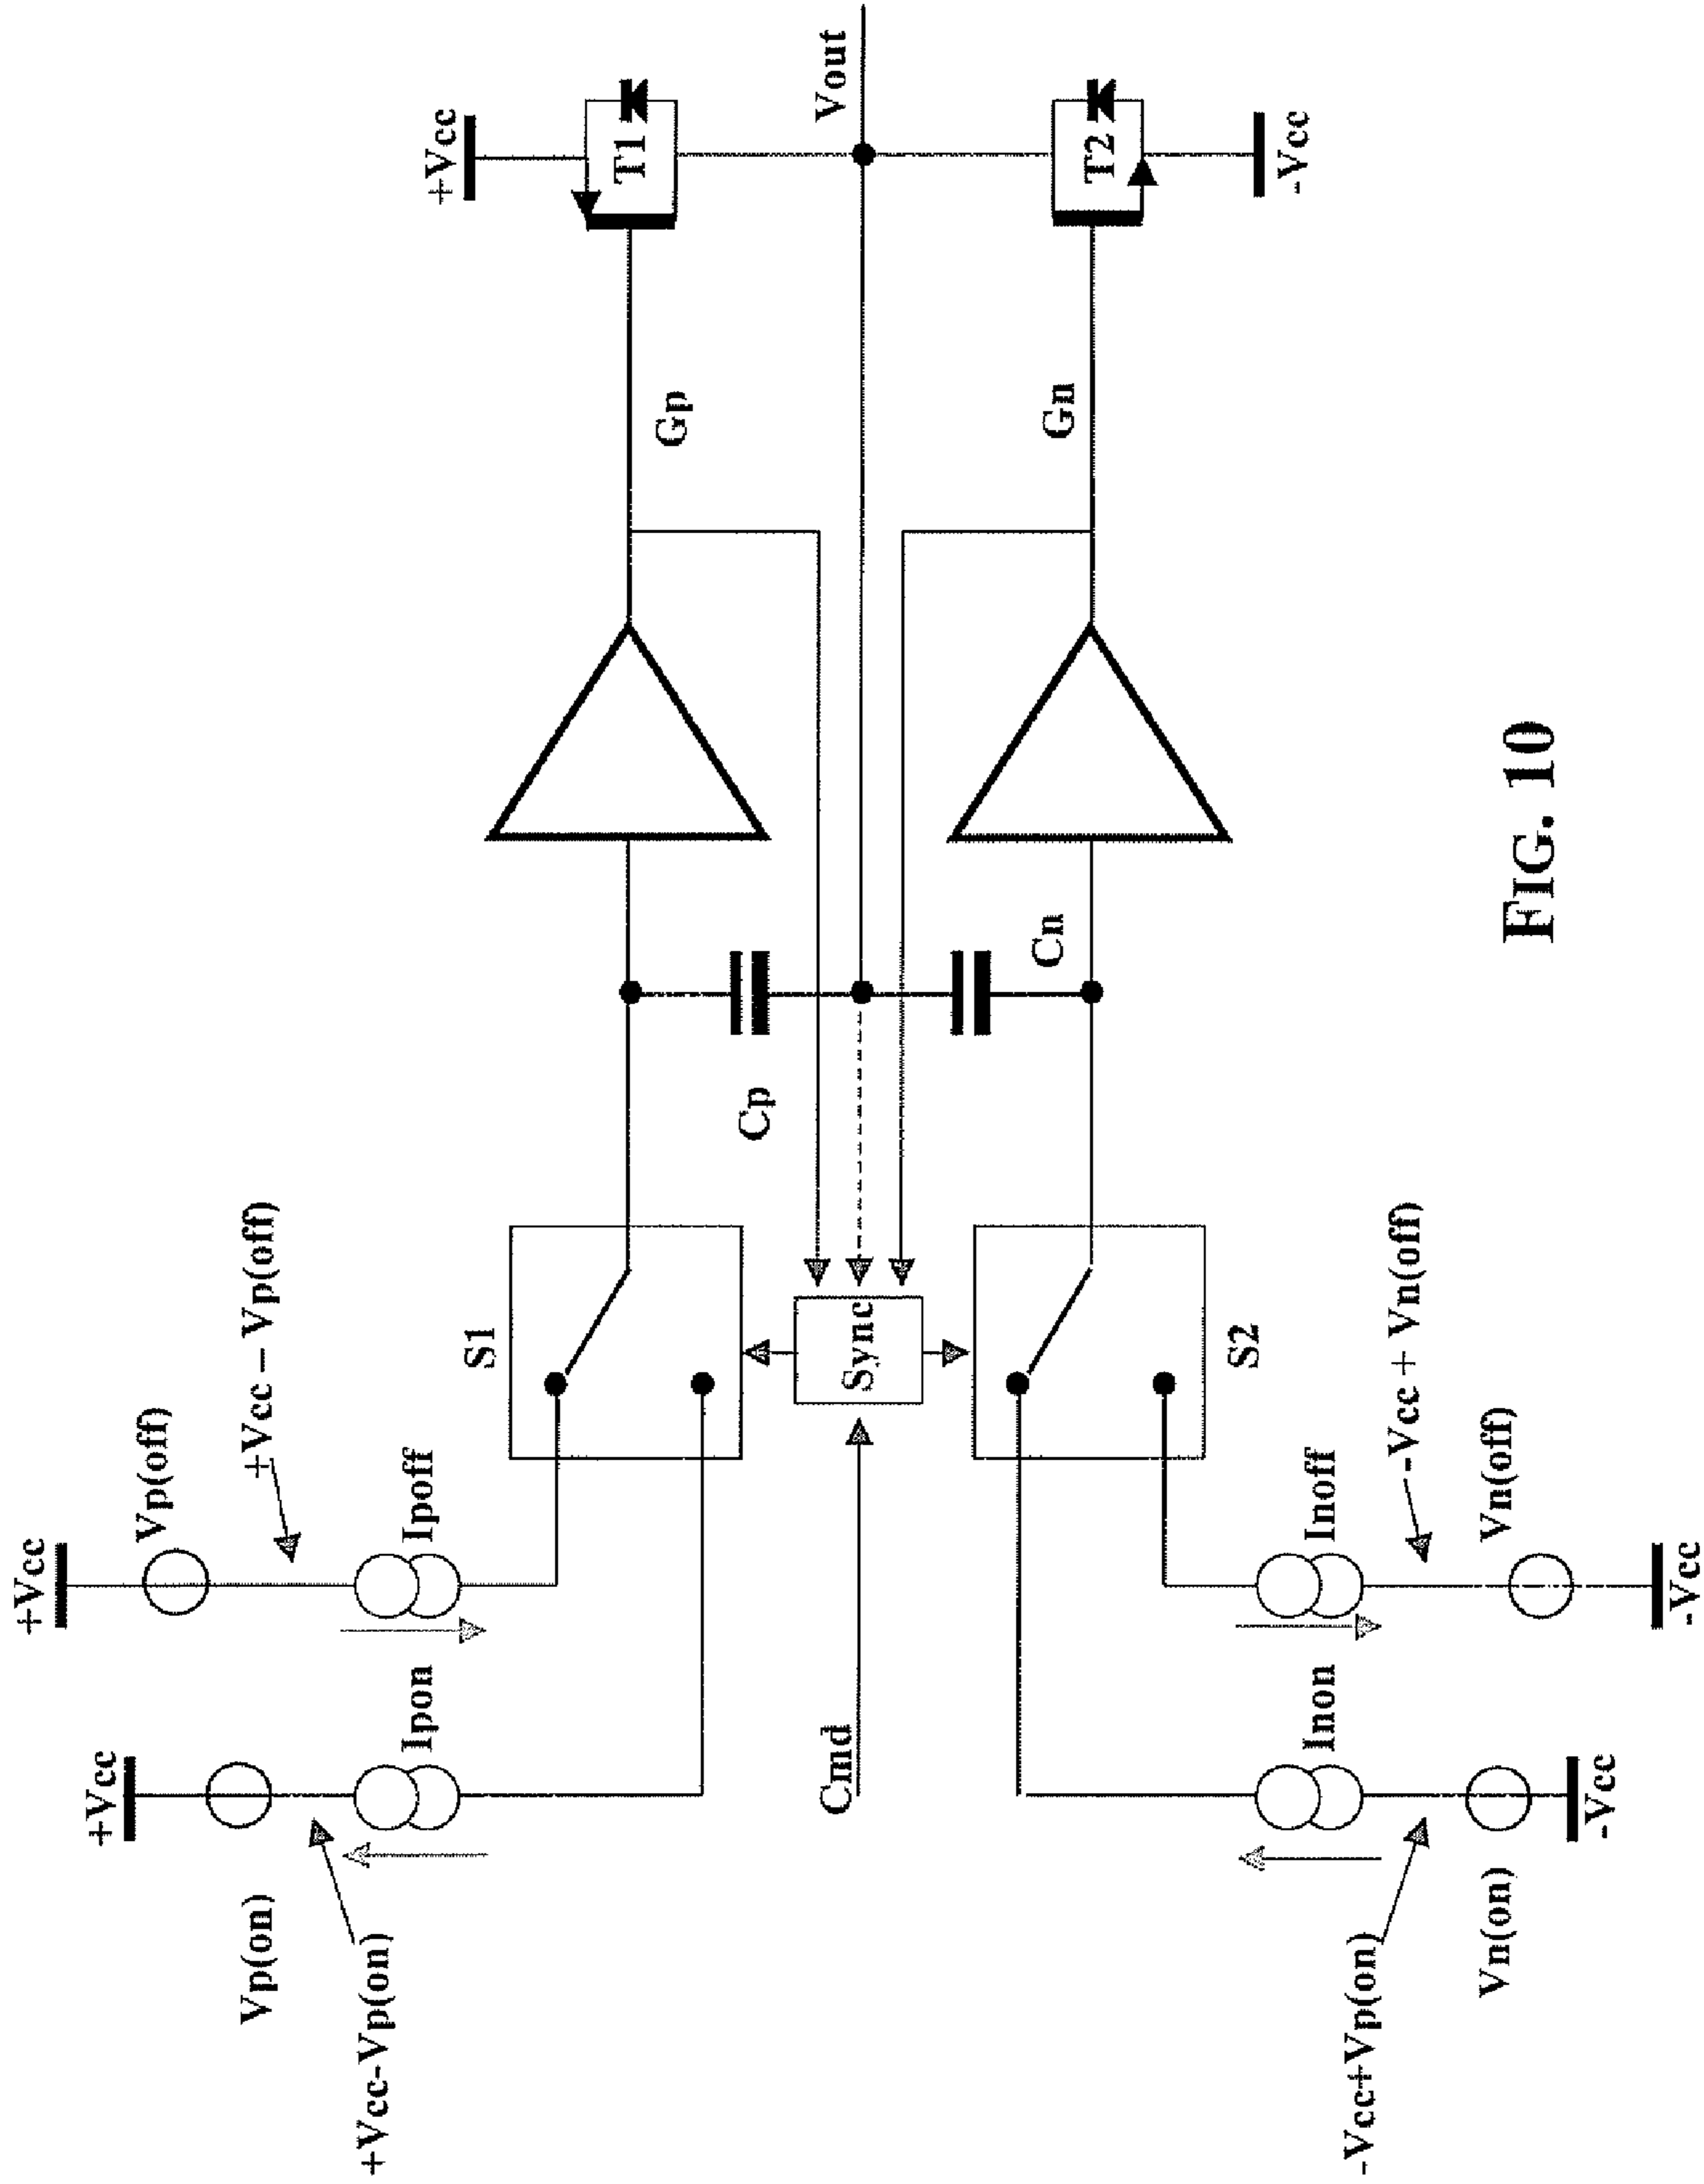 +Vcc
Vp(off)
+Vcc – Vp(off)
+Vcc
Ipoff
Vp(on)
+Vcc-Vp(on)
Ipon
S1
Cp
Gp
+Vcc
T1
Cmd
Sync
Vout
S2
Cn
Gn
T2
-Vcc
Inon
Inoff
-Vcc+Vp(on)
-Vcc + Vn(off)
Vn(on)
Vn(off)
-Vcc
-Vcc
FIG. 10